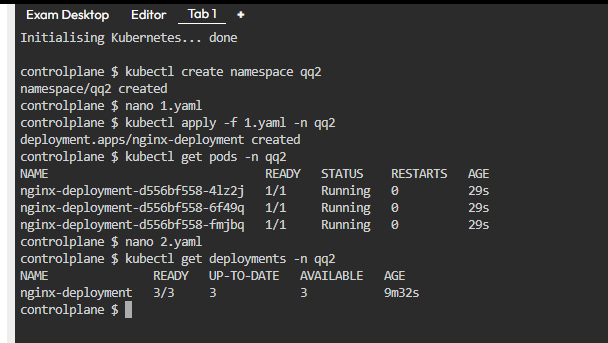 Exam Desktop Editor Tab 1 +
Initialising Kubernetes... done
controlplane $ kubectl create namespace qq2
namespace/qq2 created
controlplane $ nano 1.yaml
controlplane $ kubectl apply -f 1.yaml -n qq2
deployment.apps/nginx-deployment created
controlplane $ kubectl get pods -n qq2
NAME READY STATUS RESTARTS AGE
nginx-deployment-d556bf558-4lz2j 1/1 Running 0 29s
nginx-deployment-d556bf558-6f49q 1/1 Running 0 29s
nginx-deployment-d556bf558-fmjbq 1/1 Running 0 29s
controlplane $ nano 2.yaml
controlplane $ kubectl get deployments -n qq2
NAME READY UP-TO-DATE AVAILABLE AGE
nginx-deployment 3/3 3 3 9m32s
controlplane $